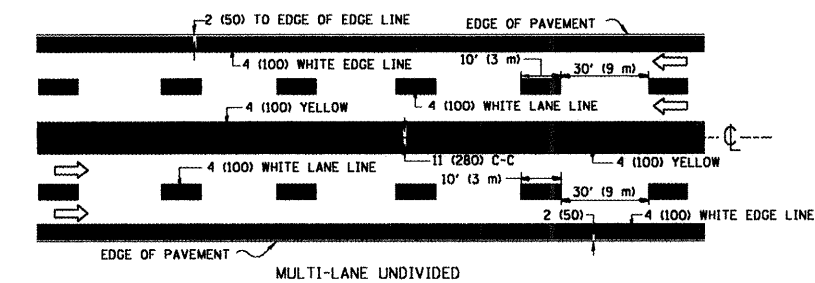 2 (50) TO EDGE OF EDGE LINE
EDGE OF PAVEMENT
4 (100) WHITE EDGE LINE
10' (3 m)
30' (9 m)
4 (100) YELLOW
4 (100) WHITE LANE LINE
℄
4 (100) WHITE LANE LINE
11 (280) C-C
4 (100) YELLOW
10' (3 m)
30' (9 m)
2 (50)
4 (100) WHITE EDGE LINE
EDGE OF PAVEMENT
MULTI-LANE UNDIVIDED